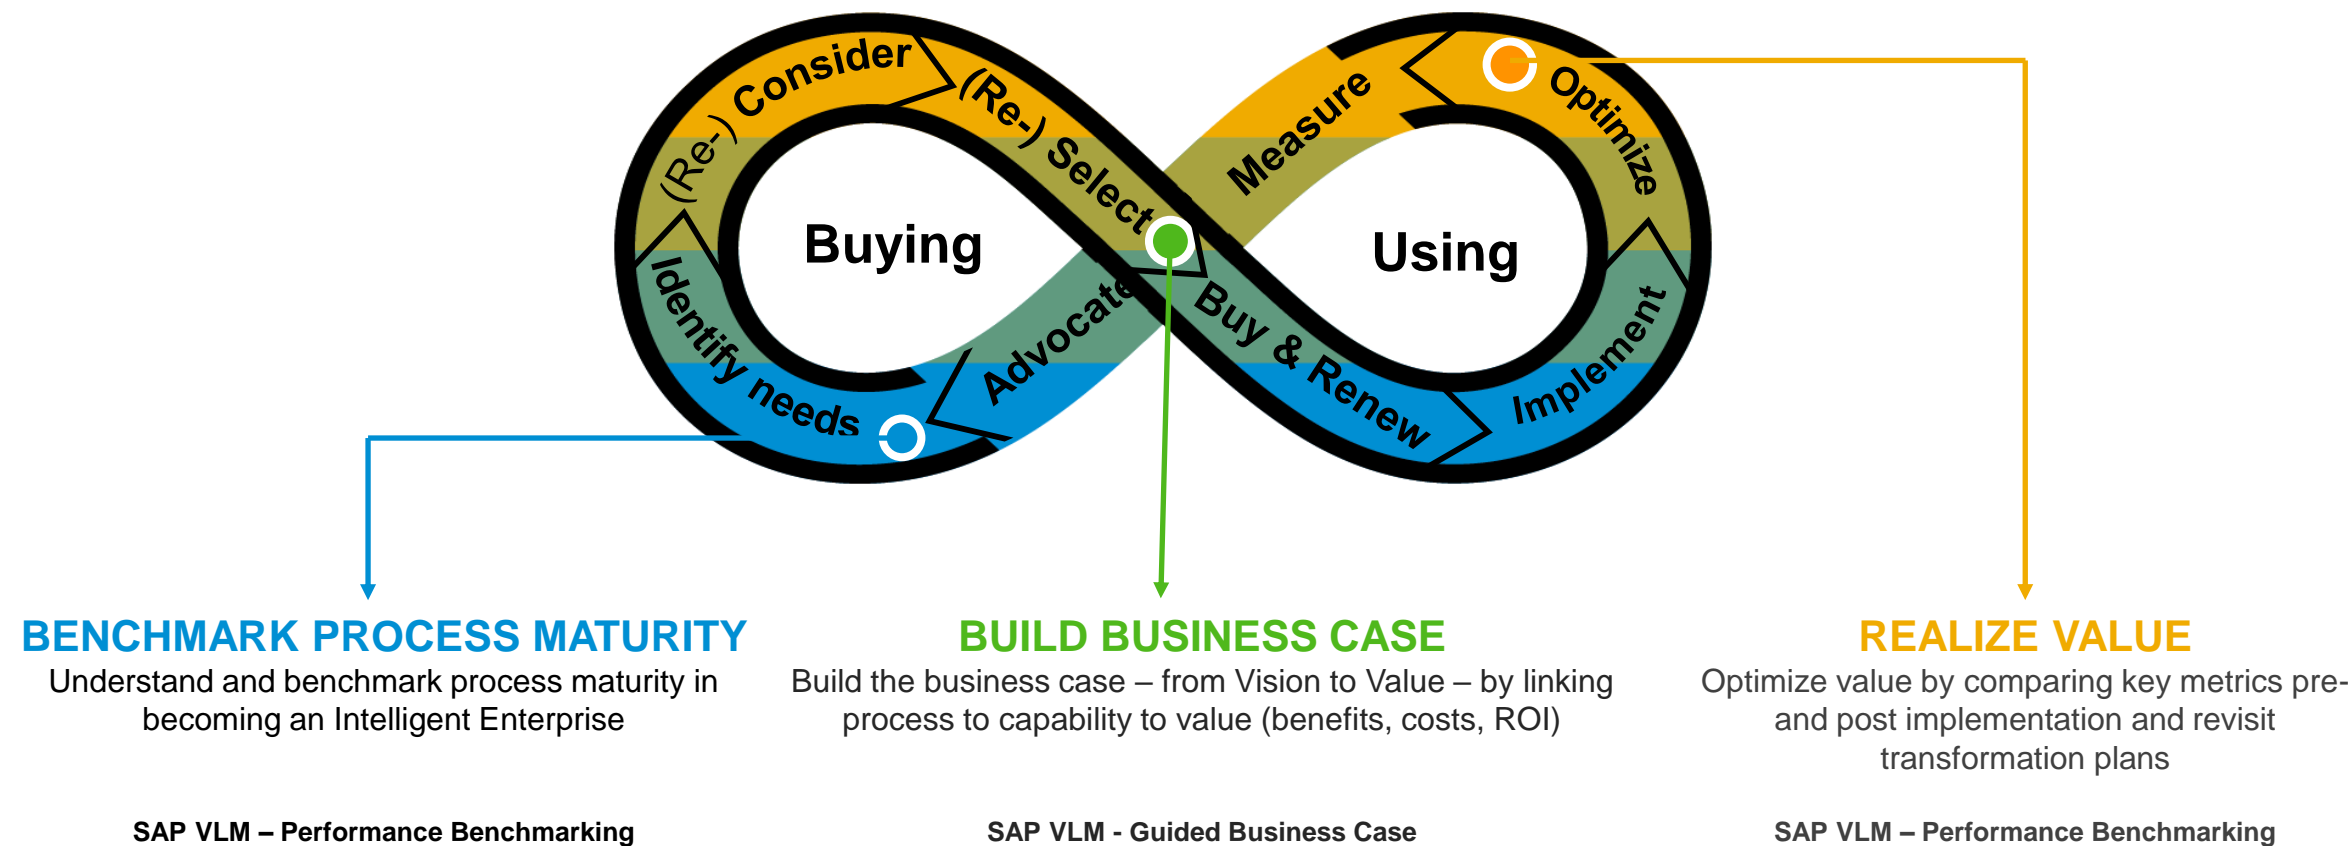 (Re-) Consider
(Re-) Select
Measure
Optimize
Buying
Using
Identify needs
Advocate
Buy & Renew
Implement
BENCHMARK PROCESS MATURITY
Understand and benchmark process maturity in
becoming an Intelligent Enterprise
SAP VLM – Performance Benchmarking
BUILD BUSINESS CASE
Build the business case – from Vision to Value – by linking
process to capability to value (benefits, costs, ROI)
SAP VLM - Guided Business Case
REALIZE VALUE
Optimize value by comparing key metrics pre-
and post implementation and revisit
transformation plans
SAP VLM – Performance Benchmarking